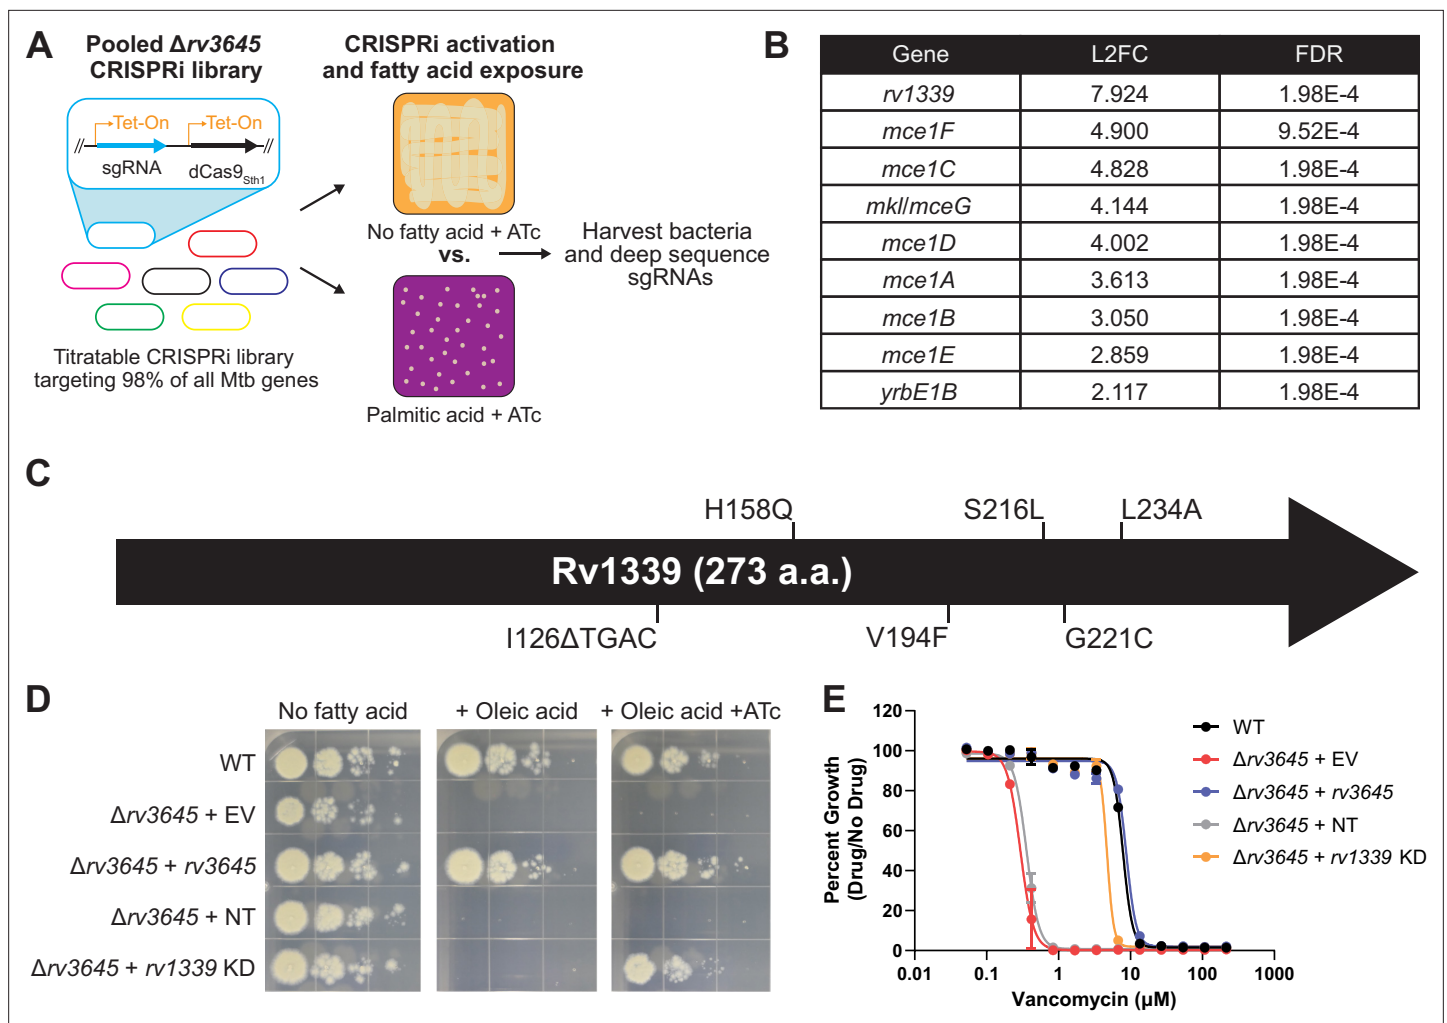 A
Pooled Δrv3645
CRISPRi library
Tet-On
Tet-On
//
//
sgRNA
dCas9Sth1
Titratable CRISPRi library
targeting 98% of all Mtb genes
CRISPRi activation
and fatty acid exposure
No fatty acid + ATc
vs.
Palmitic acid + ATc
Harvest bacteria
and deep sequence
sgRNAs
B
Gene L2FC FDR
rv1339 7.924 1.98E-4
mce1F 4.900 9.52E-4
mce1C 4.828 1.98E-4
mkl/mceG 4.144 1.98E-4
mce1D 4.002 1.98E-4
mce1A 3.613 1.98E-4
mce1B 3.050 1.98E-4
mce1E 2.859 1.98E-4
yrbE1B 2.117 1.98E-4
C
H158Q S216L L234A
Rv1339 (273 a.a.)
I126ΔTGAC V194F G221C
D
No fatty acid + Oleic acid + Oleic acid +ATc
WT
Δrv3645 + EV
Δrv3645 + rv3645
Δrv3645 + NT
Δrv3645 + rv1339 KD
E
Percent Growth
(Drug/No Drug)
120
100
80
60
40
20
0
0.01 0.1 1 10 100 1000
Vancomycin (μM)
WT
Δrv3645 + EV
Δrv3645 + rv3645
Δrv3645 + NT
Δrv3645 + rv1339 KD